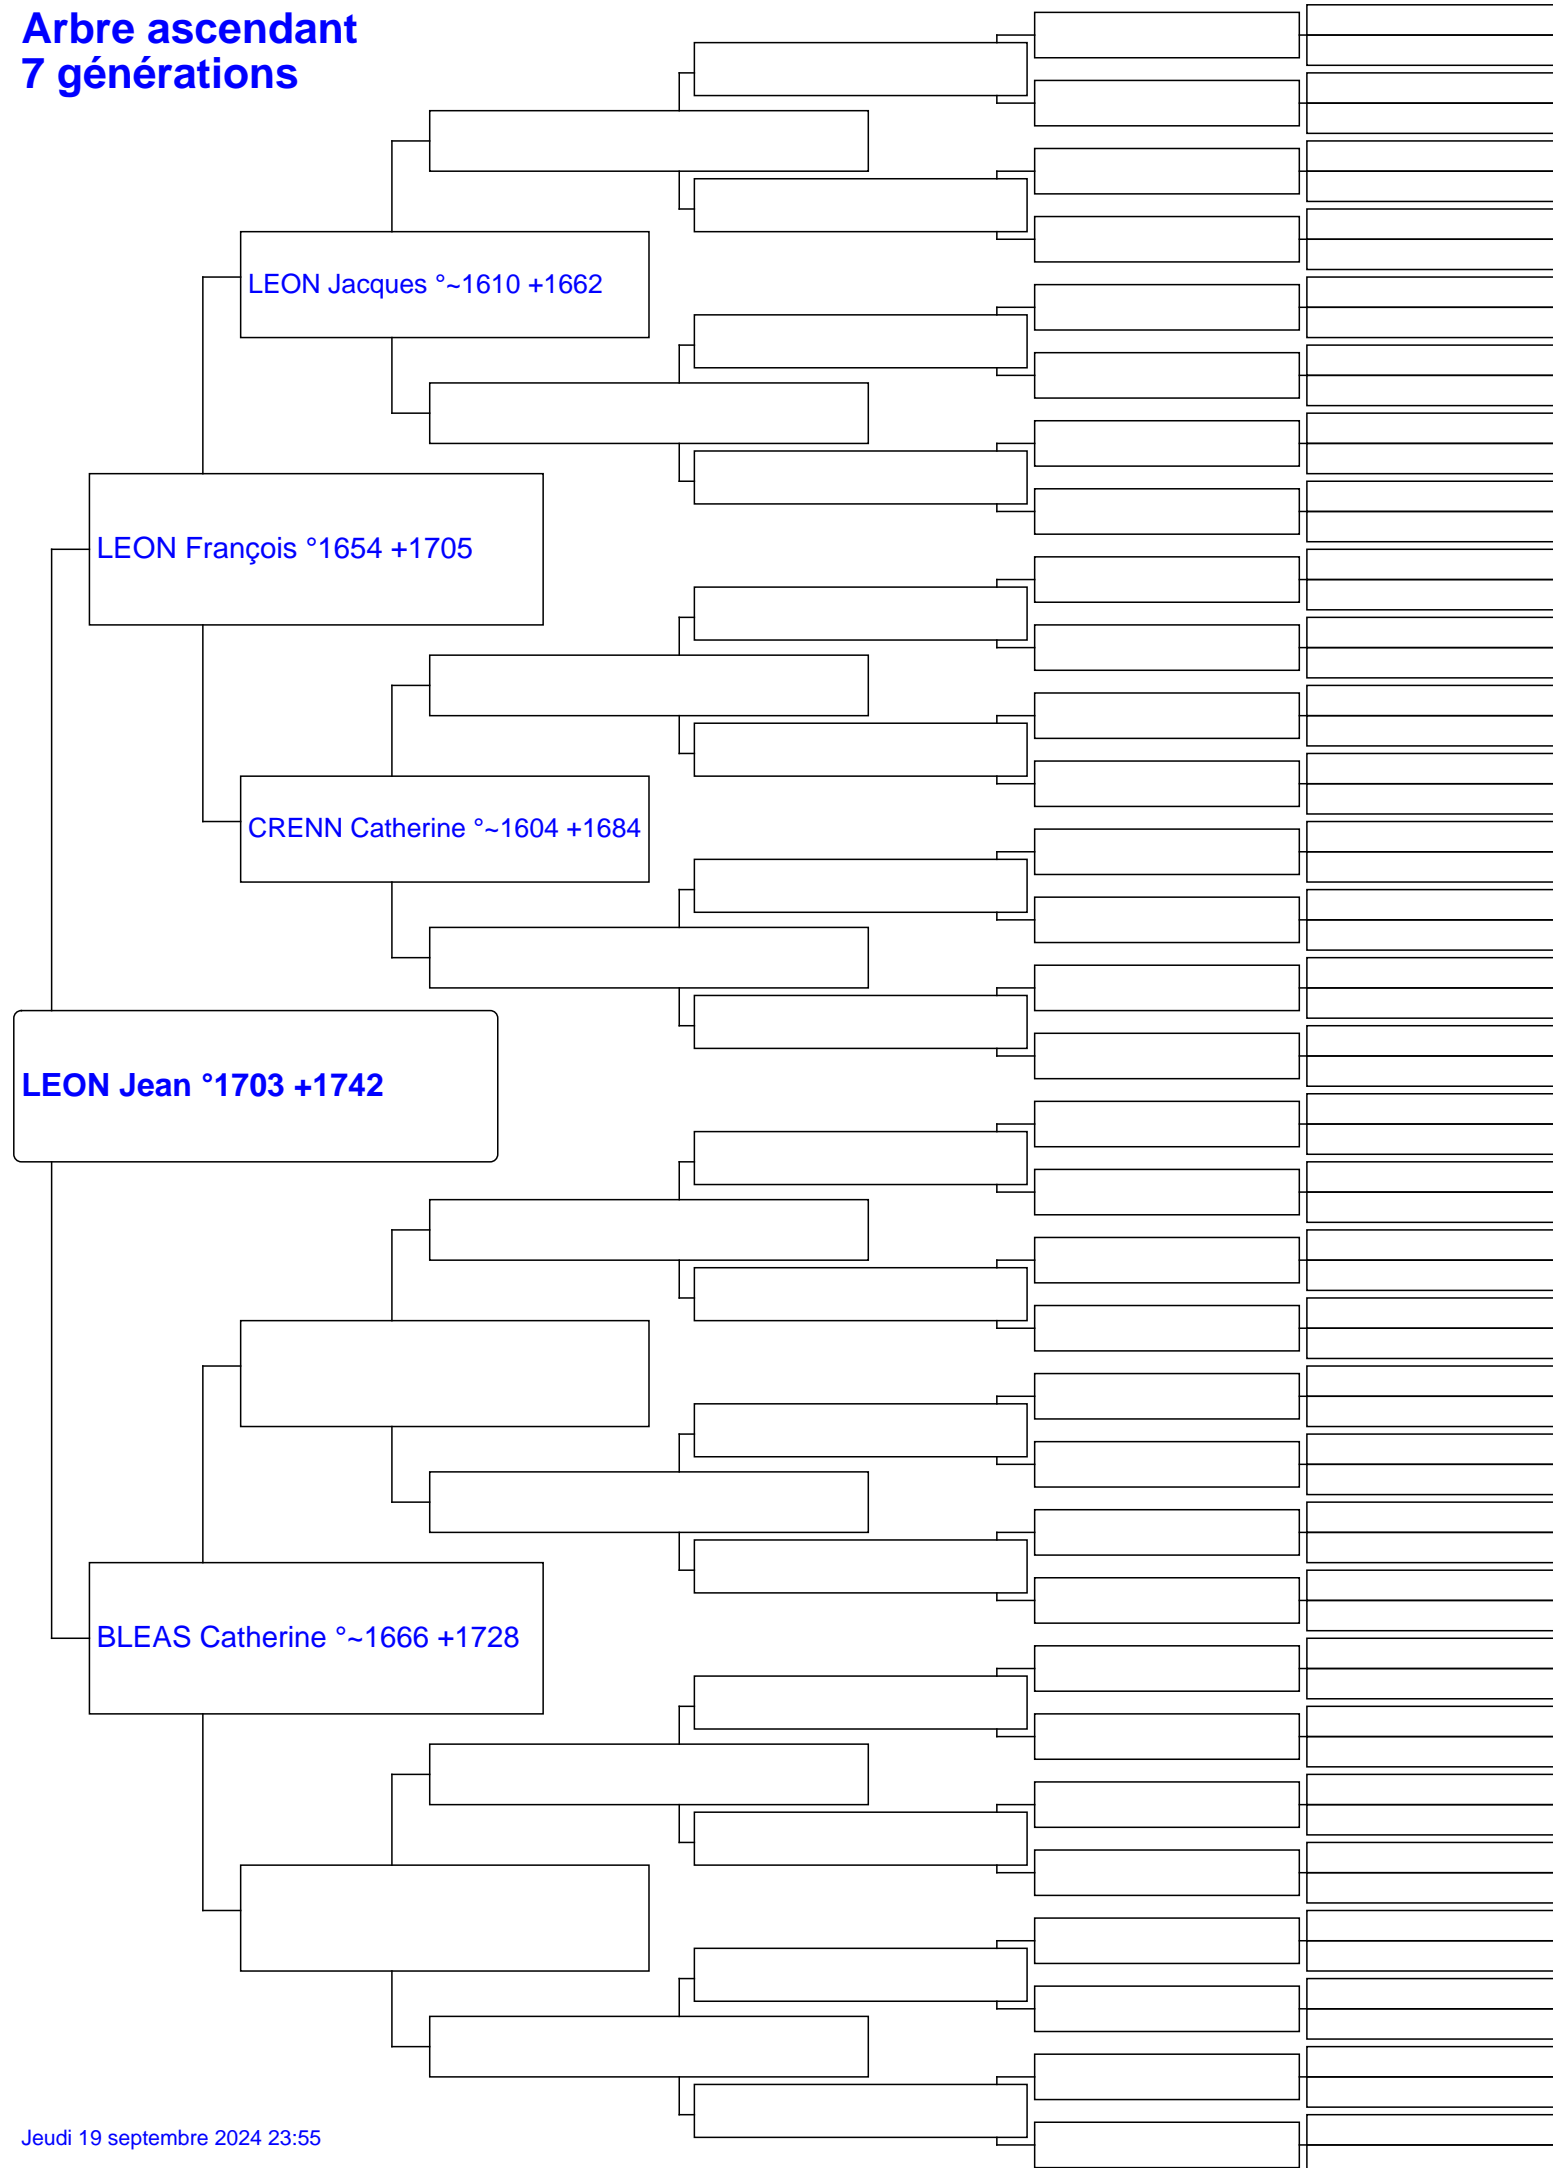 Arbre ascendant
7 générations
LEON Jacques °~1610 +1662
LEON François °1654 +1705
CRENN Catherine °~1604 +1684
LEON Jean °1703 +1742
BLEAS Catherine °~1666 +1728
Jeudi 19 septembre 2024 23:55